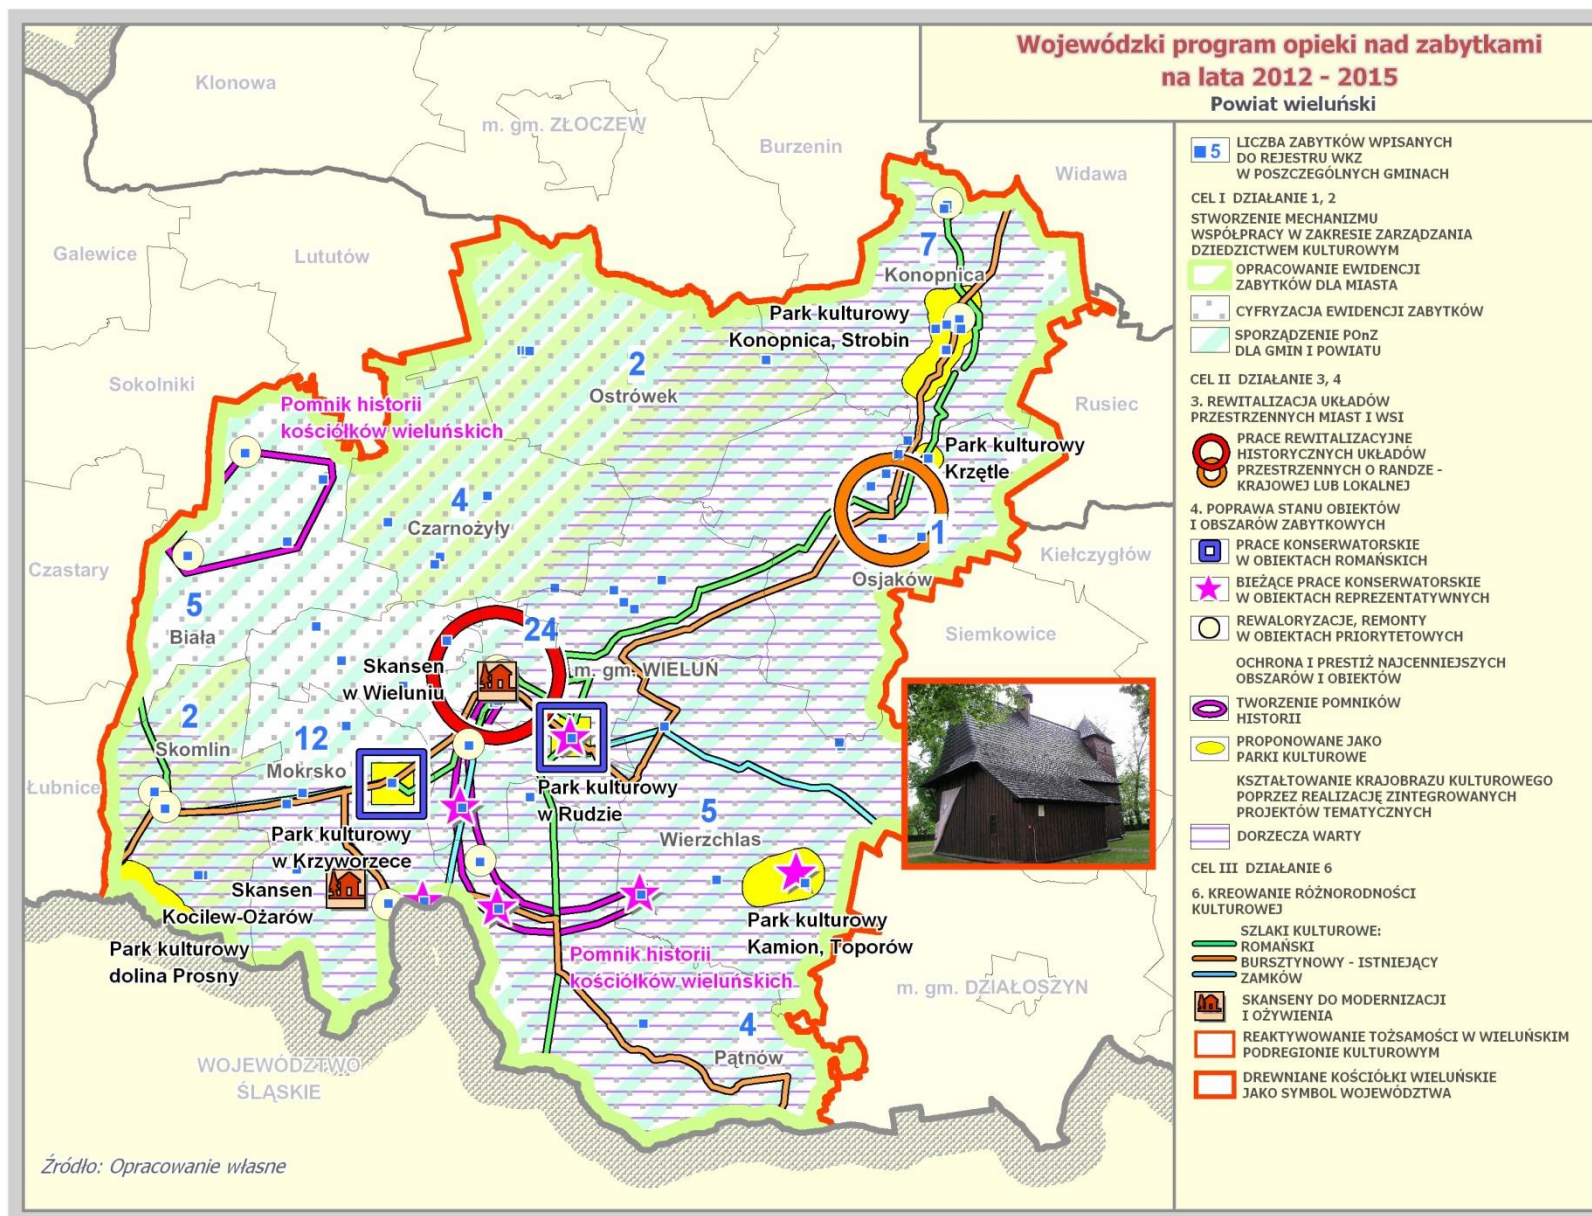 Wojewódzki program opieki nad zabytkami
na lata 2012 - 2015
Powiat wieluński
Klonowa
m. gm. ZŁOCZEW
Burzenin
Widawa
Galewice
Lututów
7
Konopnica
Park kulturowy
Konopnica, Strobin
Sokolniki
2
Ostrówek
Rusiec
Pomnik historii
kościółków wieluńskich
Park kulturowy
Krzętle
4
Czarnożyły
1
Osjaków
Kiełczygłów
Czastary
5
Biała
24
Siemkowice
Skansen
w Wieluniu
m. gm. WIELUŃ
2
Skomlin
12
Mokrsko
Łubnice
Park kulturowy
w Rudzie
5
Wierzchlas
Park kulturowy
w Krzyworzece
Skansen
Kocilew-Ożarów
Park kulturowy
dolina Prosny
Park kulturowy
Kamion, Toporów
Pomnik historii
kościółków wieluńskich
m. gm. DZIAŁOSZYN
4
Pątnów
WOJEWÓDZTWO
ŚLĄSKIE
Źródło: Opracowanie własne
5 LICZBA ZABYTKÓW WPISANYCH
DO REJESTRU WKZ
W POSZCZEGÓLNYCH GMINACH
CEL I DZIAŁANIE 1, 2
STWORZENIE MECHANIZMU
WSPÓŁPRACY W ZAKRESIE ZARZĄDZANIA
DZIEDZICTWEM KULTUROWYM
OPRACOWANIE EWIDENCJI
ZABYTKÓW DLA MIASTA
CYFRYZACJA EWIDENCJI ZABYTKÓW
SPORZĄDZENIE POnZ
DLA GMIN I POWIATU
CEL II DZIAŁANIE 3, 4
3. REWITALIZACJA UKŁADÓW
PRZESTRZENNYCH MIAST I WSI
PRACE REWITALIZACYJNE
HISTORYCZNYCH UKŁADÓW
PRZESTRZENNYCH O RANDZE -
KRAJOWEJ LUB LOKALNEJ
4. POPRAWA STANU OBIEKTÓW
I OBSZARÓW ZABYTKOWYCH
PRACE KONSERWATORSKIE
W OBIEKTACH ROMAŃSKICH
BIEŻĄCE PRACE KONSERWATORSKIE
W OBIEKTACH REPREZENTATYWNYCH
REWALORYZACJE, REMONTY
W OBIEKTACH PRIORYTETOWYCH
OCHRONA I PRESTIŻ NAJCENNIEJSZYCH
OBSZARÓW I OBIEKTÓW
TWORZENIE POMNIKÓW
HISTORII
PROPONOWANE JAKO
PARKI KULTUROWE
KSZTAŁTOWANIE KRAJOBRAZU KULTUROWEGO
POPRZEZ REALIZACJĘ ZINTEGROWANYCH
PROJEKTÓW TEMATYCZNYCH
DORZECZA WARTY
CEL III DZIAŁANIE 6
6. KREOWANIE RÓŻNORODNOŚCI
KULTUROWEJ
SZLAKI KULTUROWE:
ROMAŃSKI
BURSZTYNOWY - ISTNIEJĄCY
ZAMKÓW
SKANSENY DO MODERNIZACJI
I OŻYWIENIA
REAKTYWOWANIE TOŻSAMOŚCI W WIELUŃSKIM
PODREGIONIE KULTUROWYM
DREWNIANE KOŚCIÓŁKI WIELUŃSKIE
JAKO SYMBOL WOJEWÓDZTWA